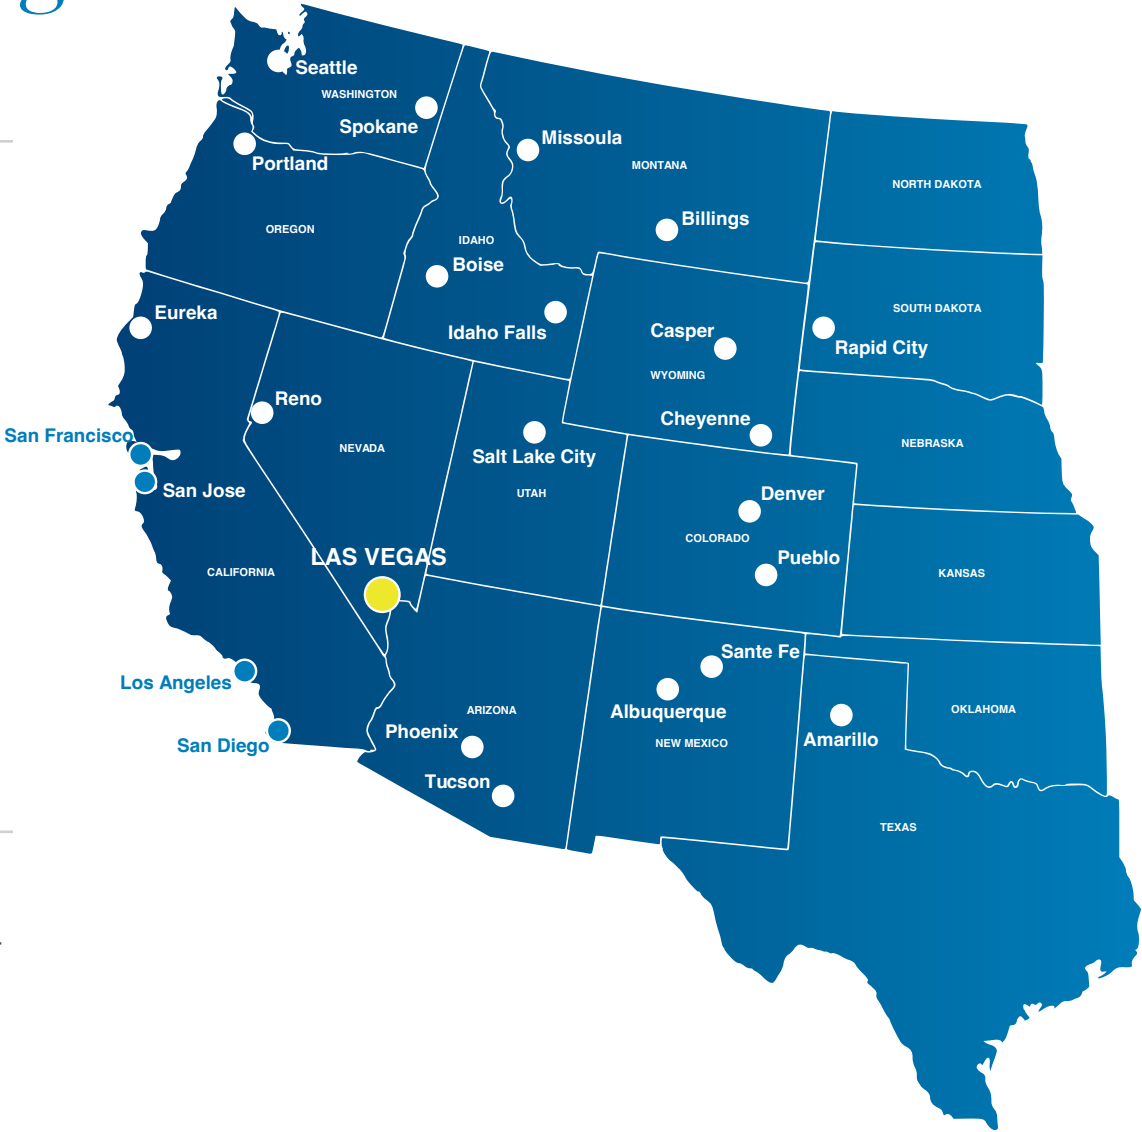 g
Seattle
WASHINGTON
Spokane
Portland
Missoula
MONTANA
NORTH DAKOTA
Billings
OREGON
IDAHO
Boise
Idaho Falls
Eureka
SOUTH DAKOTA
Rapid City
Casper
WYOMING
Cheyenne
Reno
NEVADA
San Francisco
San Jose
Salt Lake City
UTAH
NEBRASKA
Denver
COLORADO
Pueblo
LAS VEGAS
CALIFORNIA
KANSAS
Los Angeles
San Diego
Sante Fe
Albuquerque
NEW MEXICO
ARIZONA
Phoenix
Tucson
OKLAHOMA
Amarillo
TEXAS